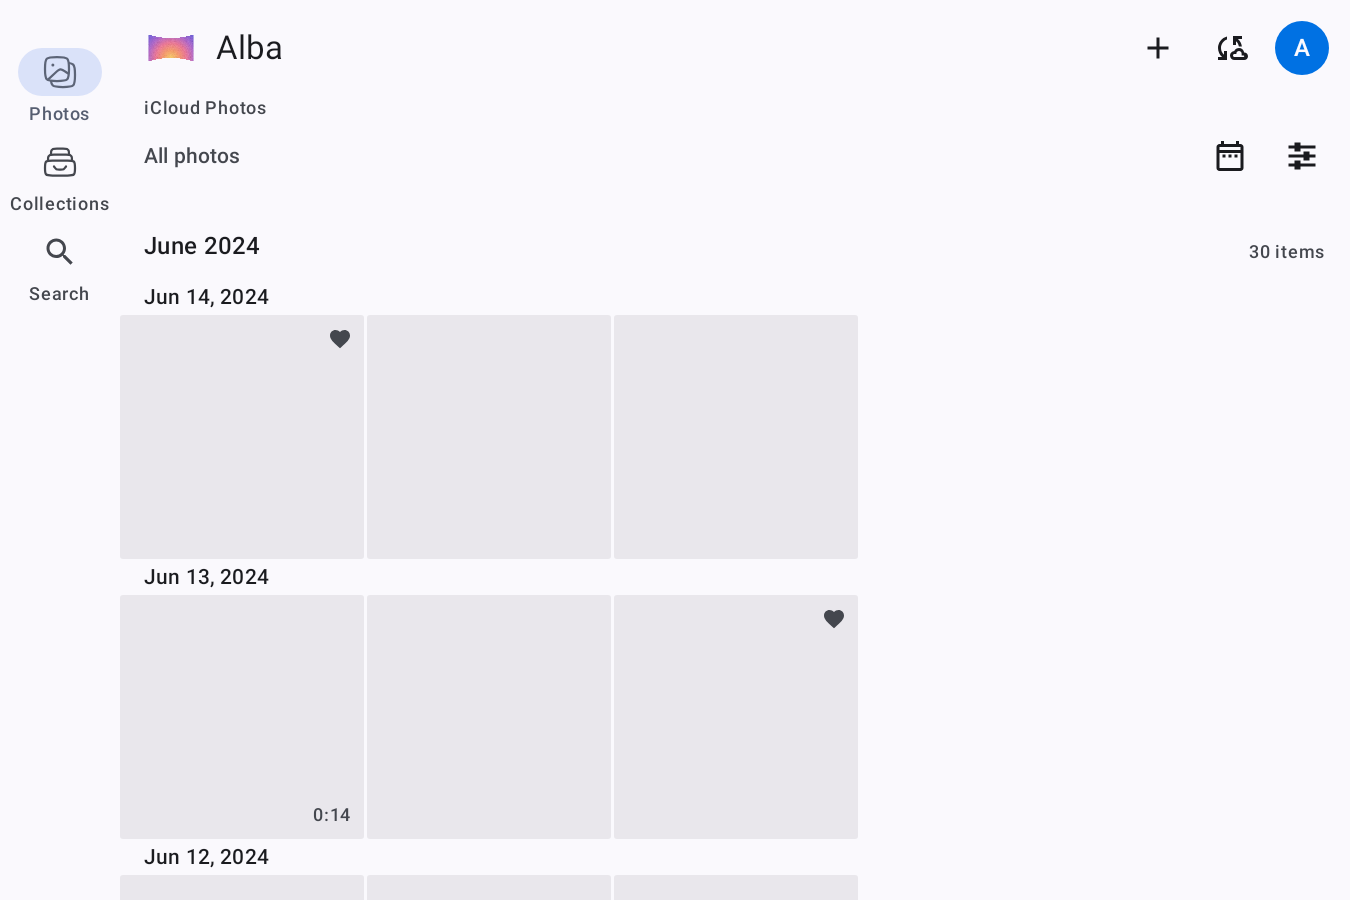 Alba
A
Photos
iCloud Photos
All photos
Collections
June 2024
30 items
Search
Jun 14, 2024
Jun 13, 2024
0:14
Jun 12, 2024